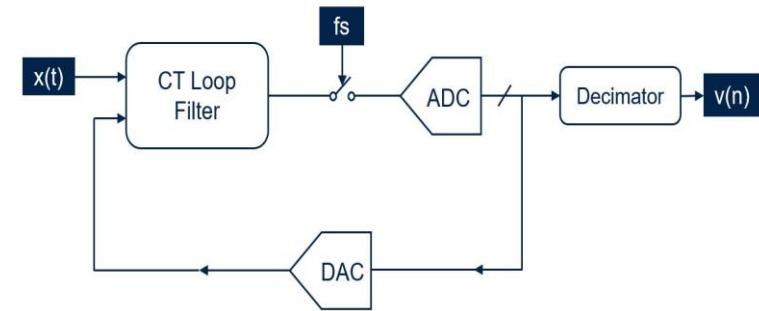 fs
x(t)
CT Loop
Filter
ADC
Decimator
v(n)
DAC